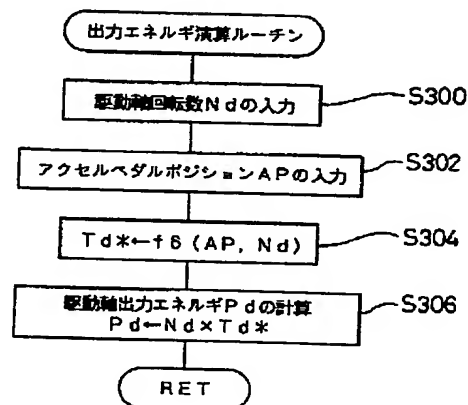 出力エネルギ演算ルーチン
駆動軸回転数Ndの入力
S300
アクセルペダルポジションAPの入力
S302
Td*←f6(AP, Nd)
S304
駆動軸出力エネルギPdの計算
Pd←Nd×Td*
S306
RET